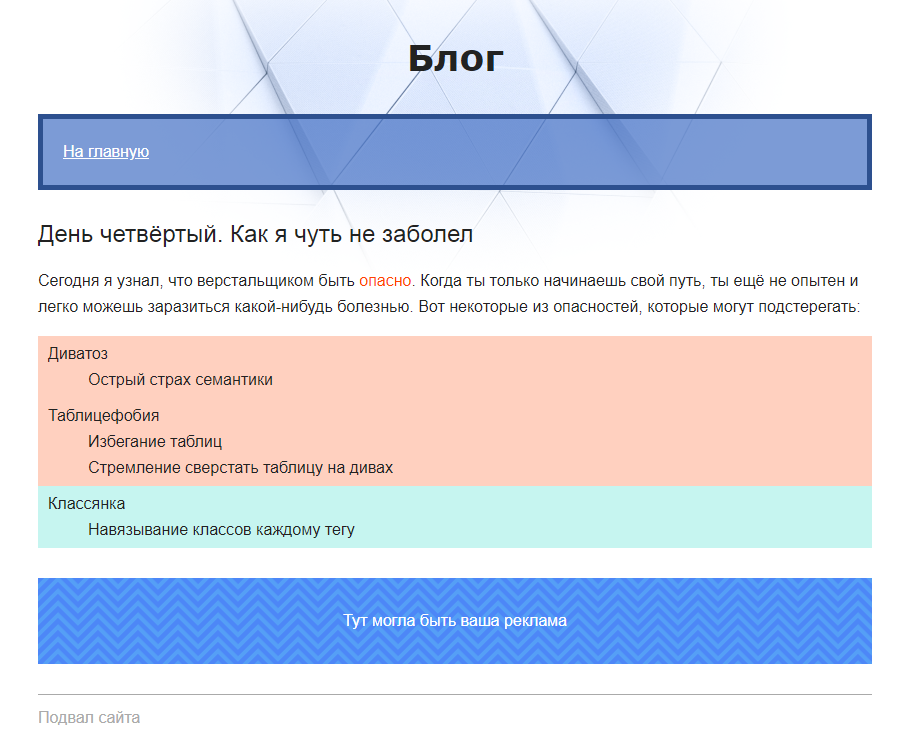 Блог
На главную
День четвёртый. Как я чуть не заболел
Сегодня я узнал, что верстальщиком быть опасно. Когда ты только начинаешь свой путь, ты ещё не опытен и
легко можешь заразиться какой-нибудь болезнью. Вот некоторые из опасностей, которые могут подстерегать:
Диватоз
Острый страх семантики
Таблицефобия
Избегание таблиц
Стремление сверстать таблицу на дивах
Классянка
Навязывание классов каждому тегу
Тут могла быть ваша реклама
Подвал сайта